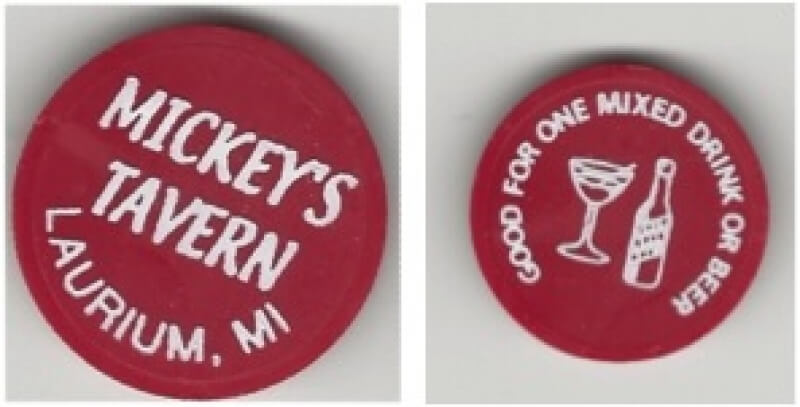 MICKEY'S
TAVERN
LAURIUM, MI
GOOD FOR ONE MIXED DRINK OR BEER